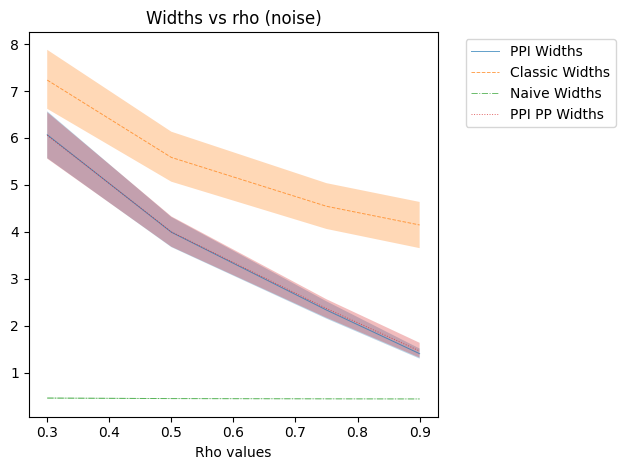 Widths vs rho (noise)
8
7
6
5
4
3
2
1
0.3 0.4 0.5 0.6 0.7 0.8 0.9
Rho values
PPI Widths
Classic Widths
Naive Widths
PPI PP Widths